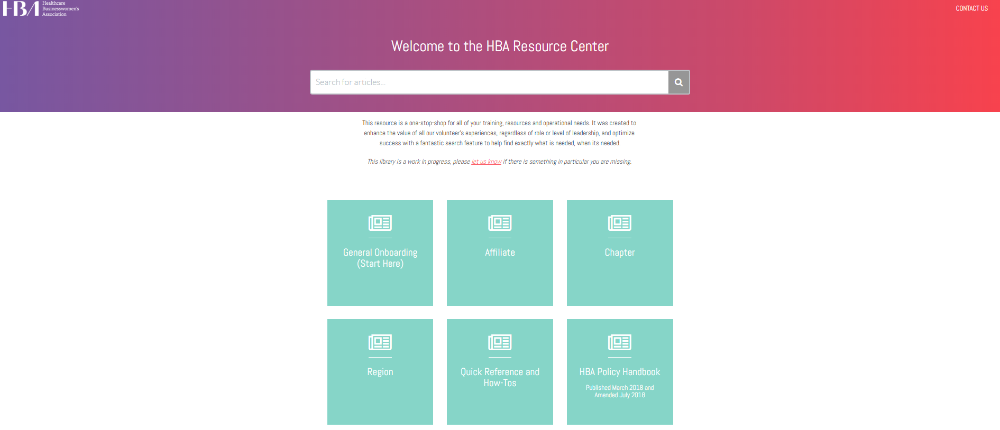 HBA
Healthcare
Businesswomen's
Association
CONTACT US
Welcome to the HBA Resource Center
Search for articles...
This resource is a one-stop-shop for all of your training, resources and operational needs. It was created to
enhance the value of all our volunteer's experiences, regardless of role or level of leadership, and optimize
success with a fantastic search feature to help find exactly what is needed, when its needed.
This library is a work in progress, please let us know if there is something in particular you are missing.
General Onboarding
(Start Here)
Affiliate
Chapter
Region
Quick Reference and
How-Tos
HBA Policy Handbook
Published March 2018 and
Amended July 2018